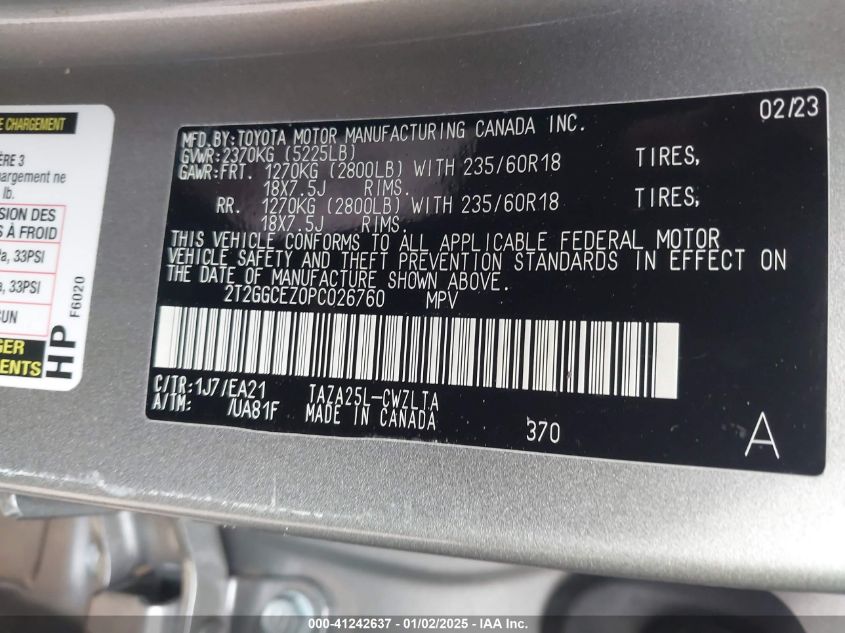 E CHARGEMENT
ÈRE 3
chargement ne
lb.
SION DES
S À FROID
a, 33PSI
a, 33PSI
UN
GER
EMENTS
HP
F6020
02/23
MFD.BY:TOYOTA MOTOR MANUFACTURING CANADA INC.
GVWR:2370KG (5225LB)
GAWR:FRT. 1270KG (2800LB) WITH 235/60R18 TIRES,
18X7.5J RIMS.
RR. 1270KG (2800LB) WITH 235/60R18 TIRES,
18X7.5J RIMS.
THIS VEHICLE CONFORMS TO ALL APPLICABLE FEDERAL MOTOR
VEHICLE SAFETY AND THEFT PREVENTION STANDARDS IN EFFECT ON
THE DATE OF MANUFACTURE SHOWN ABOVE.
2T2GGCEZ0PC026760 MPV
C/TR:1J7/EA21 TAZA25L-CWZLTA
A/TM: /UA81F MADE IN CANADA
370
A
000-41242637 - 01/02/2025 - IAA Inc.